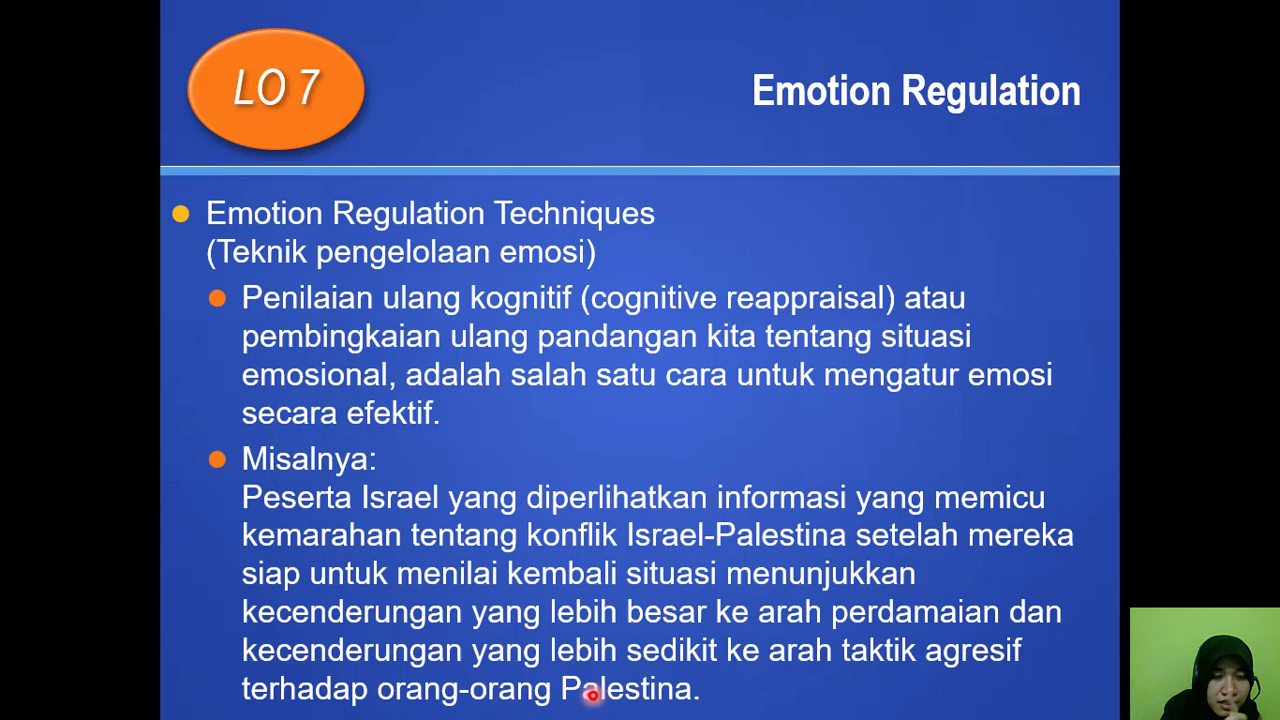 LO 7
Emotion Regulation
Emotion Regulation Techniques
(Teknik pengelolaan emosi)
Penilaian ulang kognitif (cognitive reappraisal) atau
pembingkaian ulang pandangan kita tentang situasi
emosional, adalah salah satu cara untuk mengatur emosi
secara efektif.
Misalnya:
Peserta Israel yang diperlihatkan informasi yang memicu
kemarahan tentang konflik Israel-Palestina setelah mereka
siap untuk menilai kembali situasi menunjukkan
kecenderungan yang lebih besar ke arah perdamaian dan
kecenderungan yang lebih sedikit ke arah taktik agresif
terhadap orang-orang Palestina.